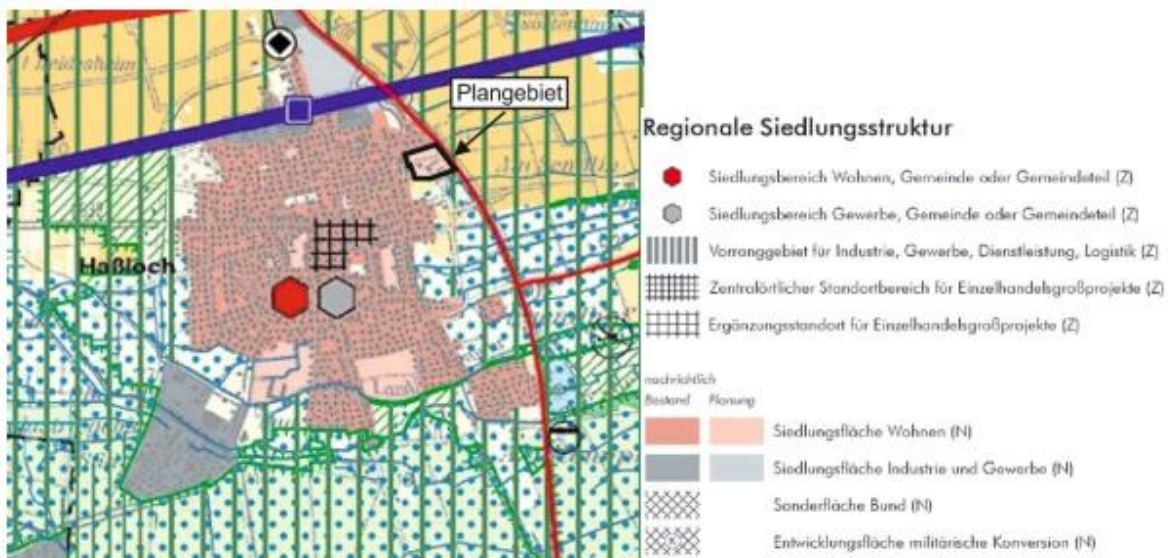 Plangebiet
Haßloch
Regionale Siedlungsstruktur
Siedlungsbereich Wohnen, Gemeinde oder Gemeindeteil (Z)
Siedlungsbereich Gewerbe, Gemeinde oder Gemeindeteil (Z)
Vorranggebiet für Industrie, Gewerbe, Dienstleistung, Logistik (Z)
Zentralörtlicher Standortbereich für Einzelhandelsgroßprojekte (Z)
Ergänzungsstandort für Einzelhandelsgroßprojekte (Z)
nachrichtlich
Bestand Planung
Siedlungsfläche Wohnen (N)
Siedlungsfläche Industrie und Gewerbe (N)
Sonderfläche Bund (N)
Entwicklungsfläche militärische Konversion (N)